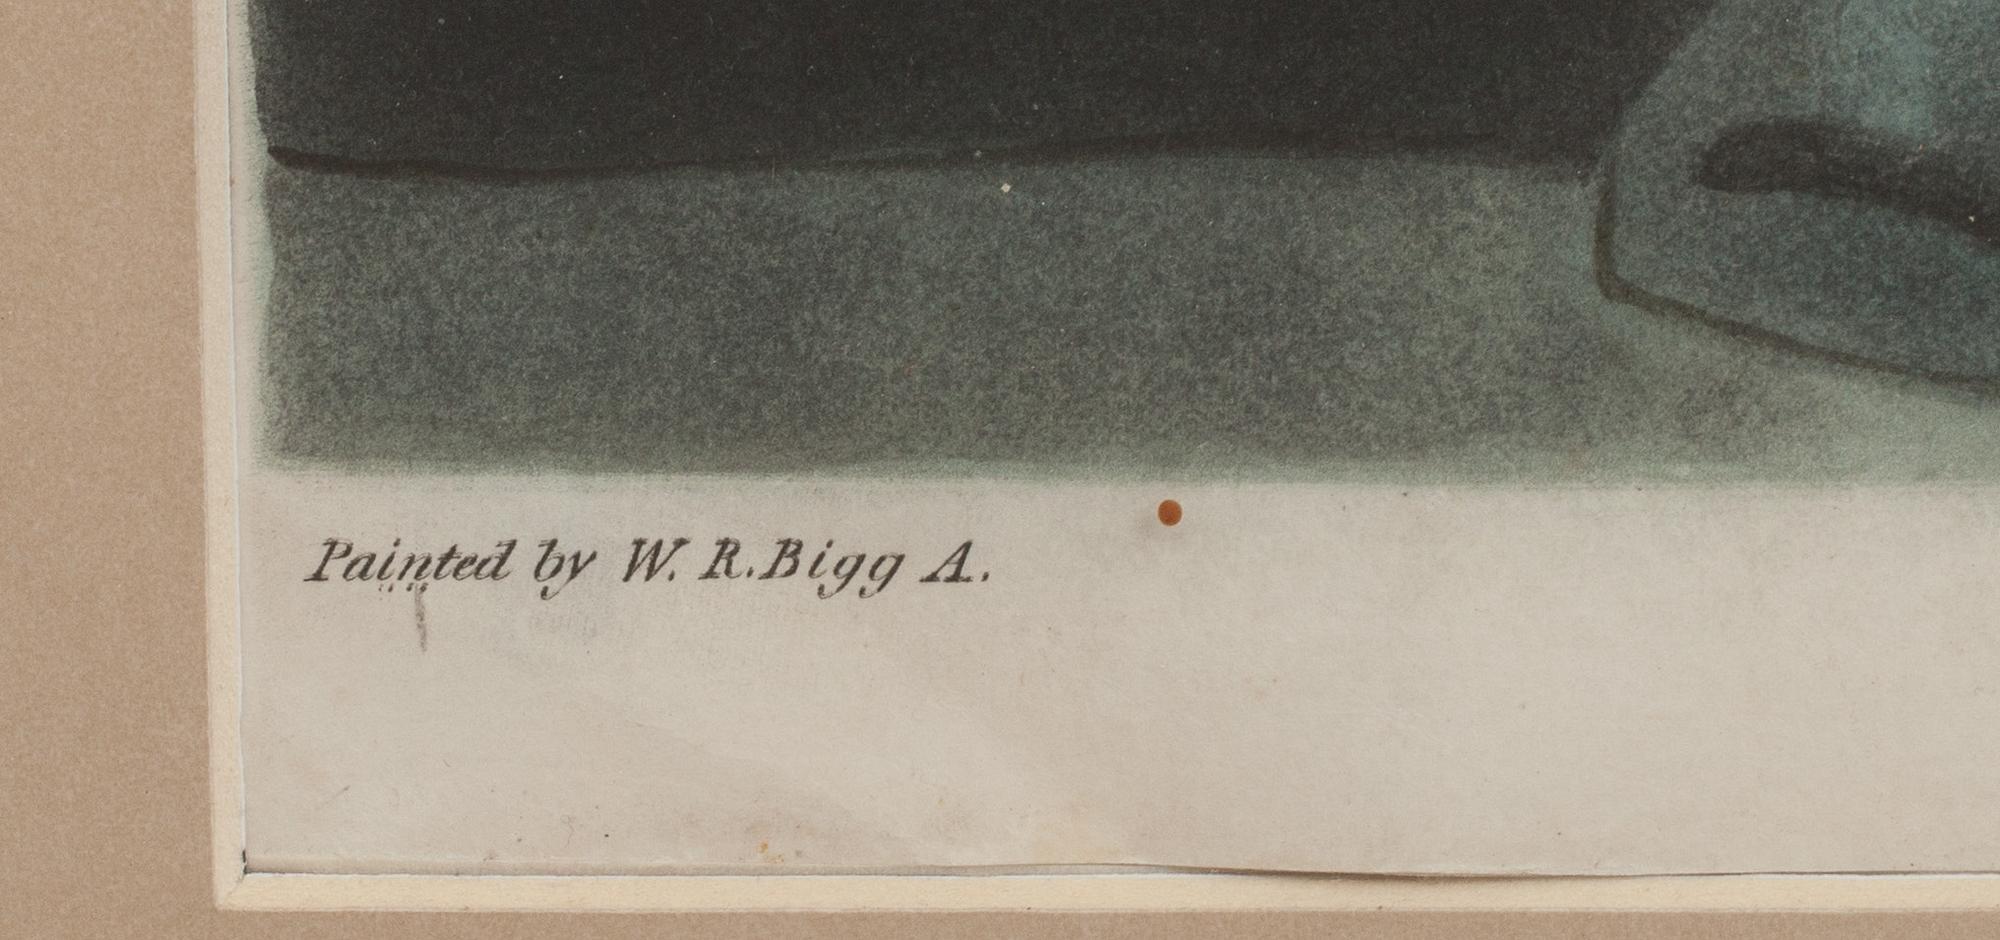 Painted by W. R. Bigg A.